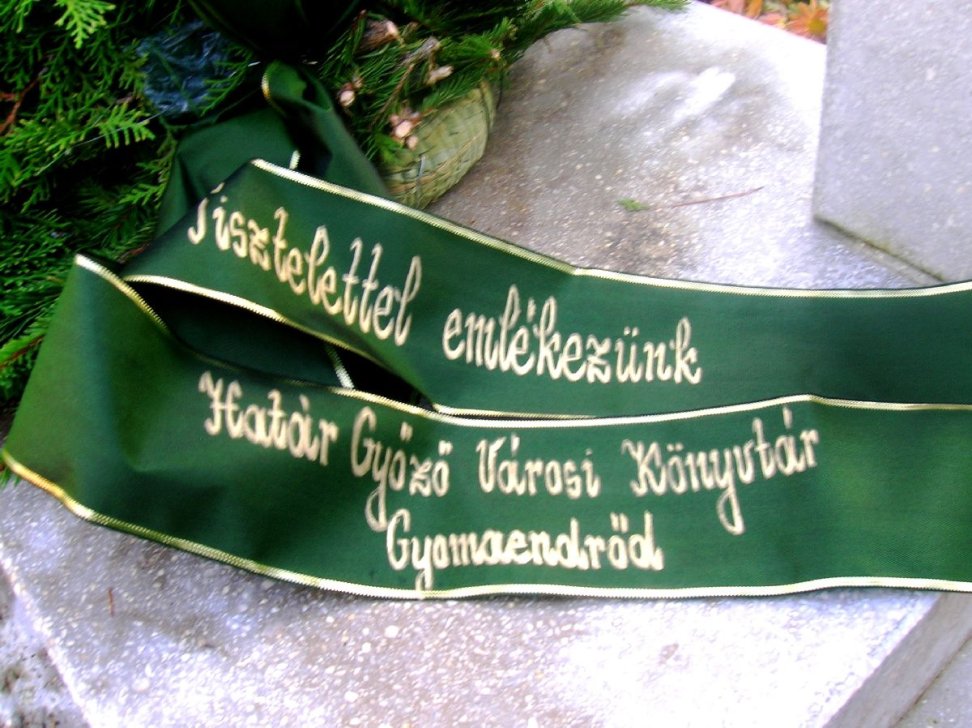 Tisztelettel emlékezünk
Határ Győző Városi Könyvtár
Gyomaendrőd